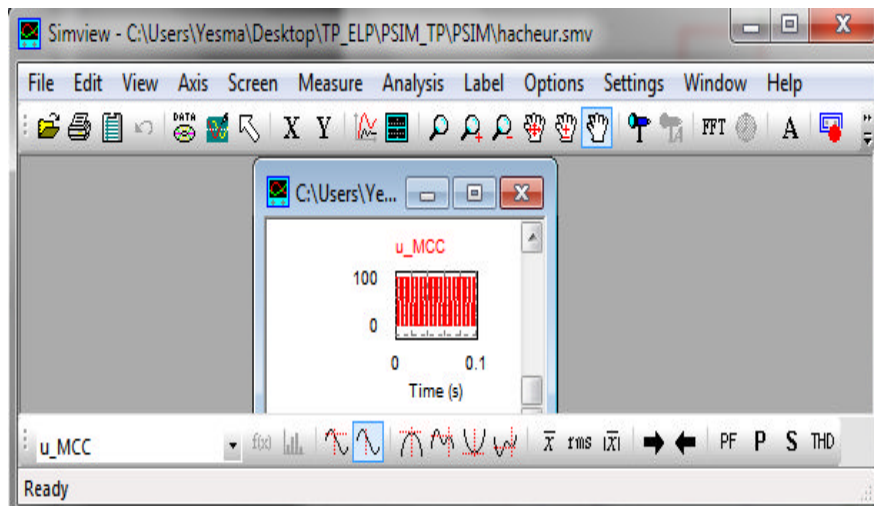 Simview - C:\Users\Yesma\Desktop\TP_ELP\PSIM_TP\PSIM\hacheur.smv
File Edit View Axis Screen Measure Analysis Label Options Settings Window Help
DATA X Y FFT A
C:\Users\Ye...
u_MCC
100
0
0 0.1
Time (s)
u_MCC f(x) x̅ rms |x̅| PF P S THD
Ready